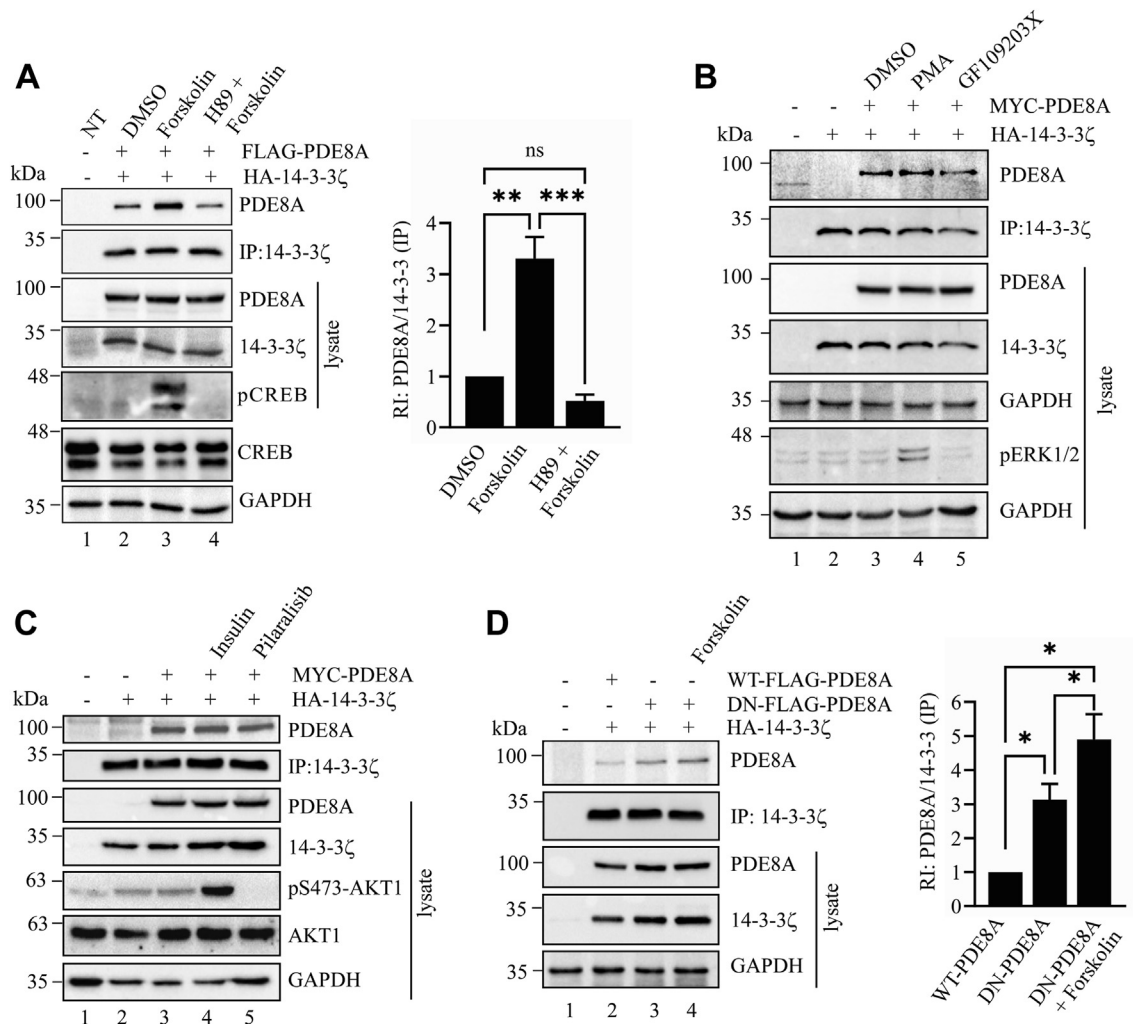 A
NT
DMSO
Forskolin
H89 +
Forskolin
- + + + FLAG-PDE8A
kDa - + + + HA-14-3-3ζ
100 PDE8A
35 IP:14-3-3ζ
100 PDE8A
35 14-3-3ζ
48 pCREB
lysate
48 CREB
35 GAPDH
1 2 3 4
ns
** ***
RI: PDE8A/14-3-3 (IP)
4
3
2
1
0
DMSO
Forskolin
H89 +
Forskolin
B
DMSO
PMA
GF109203X
- - + + + MYC-PDE8A
kDa - + + + + HA-14-3-3ζ
100 PDE8A
35 IP:14-3-3ζ
100 PDE8A
35 14-3-3ζ
35 GAPDH
48 pERK1/2
35 GAPDH
lysate
1 2 3 4 5
C
Insulin
Pilaralisib
- - + + + MYC-PDE8A
kDa - + + + + HA-14-3-3ζ
100 PDE8A
35 IP:14-3-3ζ
100 PDE8A
35 14-3-3ζ
63 pS473-AKT1
63 AKT1
35 GAPDH
lysate
1 2 3 4 5
D
Forskolin
- + - - WT-FLAG-PDE8A
- - + + DN-FLAG-PDE8A
kDa - + + + HA-14-3-3ζ
100 PDE8A
35 IP: 14-3-3ζ
100 PDE8A
35 14-3-3ζ
35 GAPDH
lysate
1 2 3 4
*
*
*
RI: PDE8A/14-3-3 (IP)
6
5
4
3
2
1
0
WT-PDE8A
DN-PDE8A
DN-PDE8A
+ Forskolin